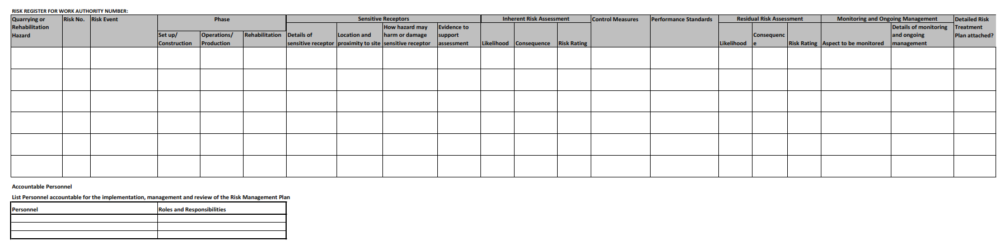 RISK REGISTER FOR WORK AUTHORITY NUMBER:
Quarrying or Rehabilitation Hazard
Risk No.
Risk Event
Phase
Set up/ Construction
Operations/ Production
Rehabilitation
Sensitive Receptors
Details of sensitive receptor
Location and proximity to site
How hazard may harm or damage sensitive receptor
Evidence to support assessment
Inherent Risk Assessment
Likelihood
Consequence
Risk Rating
Control Measures
Performance Standards
Residual Risk Assessment
Likelihood
Consequenc
e
Risk Rating
Monitoring and Ongoing Management
Aspect to be monitored
Details of monitoring and ongoing management
Detailed Risk Treatment Plan attached?
Accountable Personnel
List Personnel accountable for the implementation, management and review of the Risk Management Plan
Personnel
Roles and Responsibilities